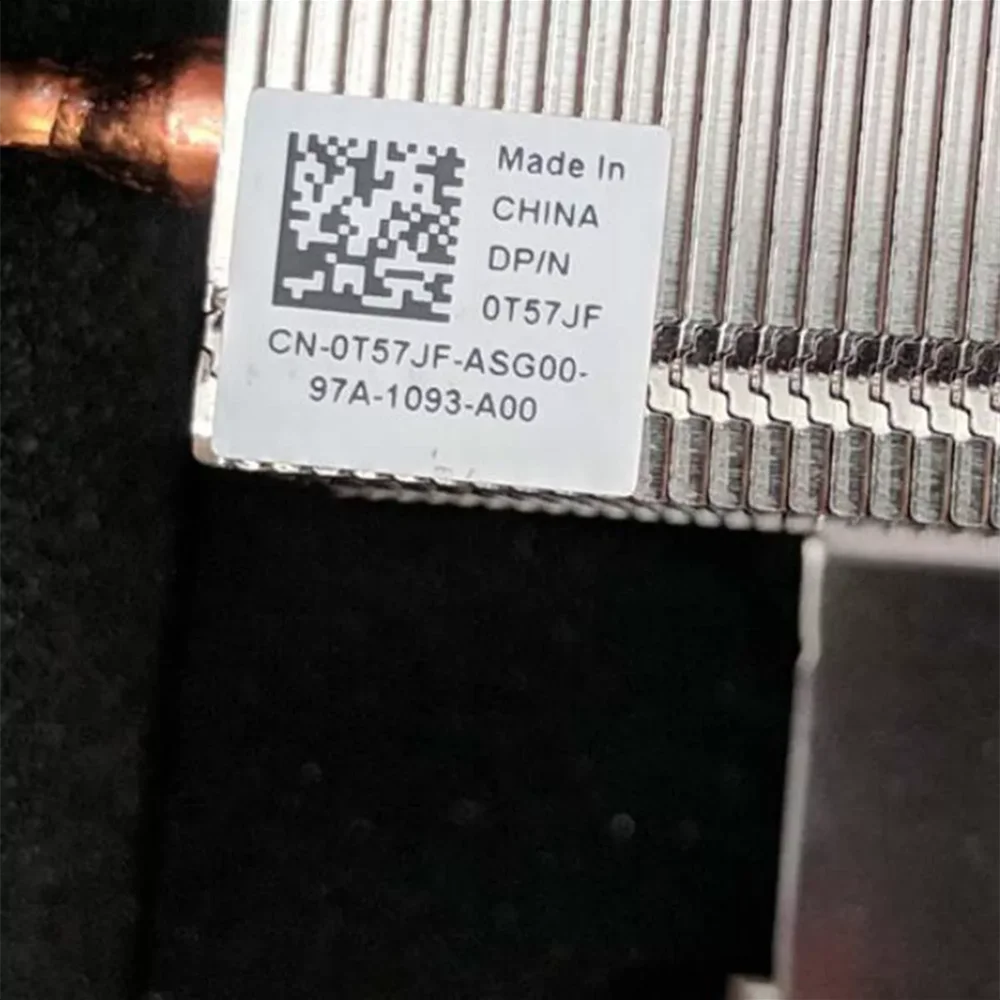 Made In
CHINA
DP/N
0T57JF
CN-0T57JF-ASG00-
97A-1093-A00